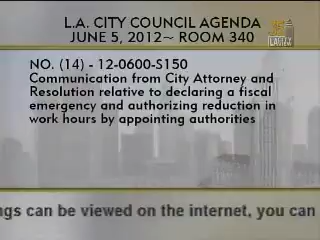 L.A. CITY COUNCIL AGENDA
JUNE 5, 2012~ ROOM 340
NO. (14) - 12-0600-S150
Communication from City Attorney and
Resolution relative to declaring a fiscal
emergency and authorizing reduction in
work hours by appointing authorities
ngs can be viewed on the internet, you can